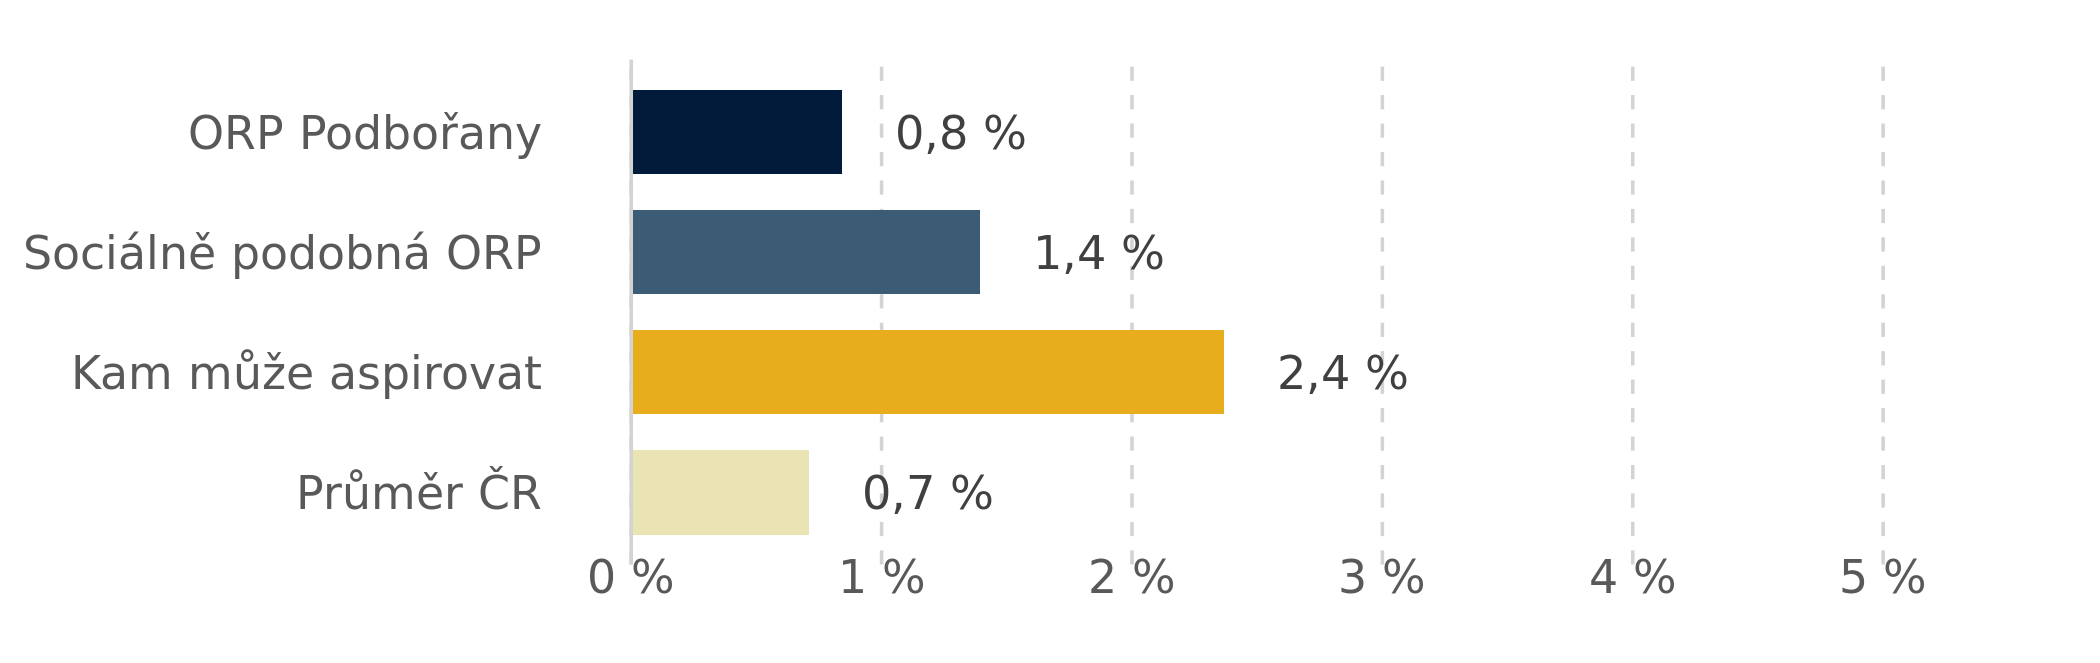 ORP Podbořany 0,8 %
Sociálně podobná ORP 1,4 %
Kam může aspirovat 2,4 %
Průměr ČR 0,7 %
0 % 1 % 2 % 3 % 4 % 5 %